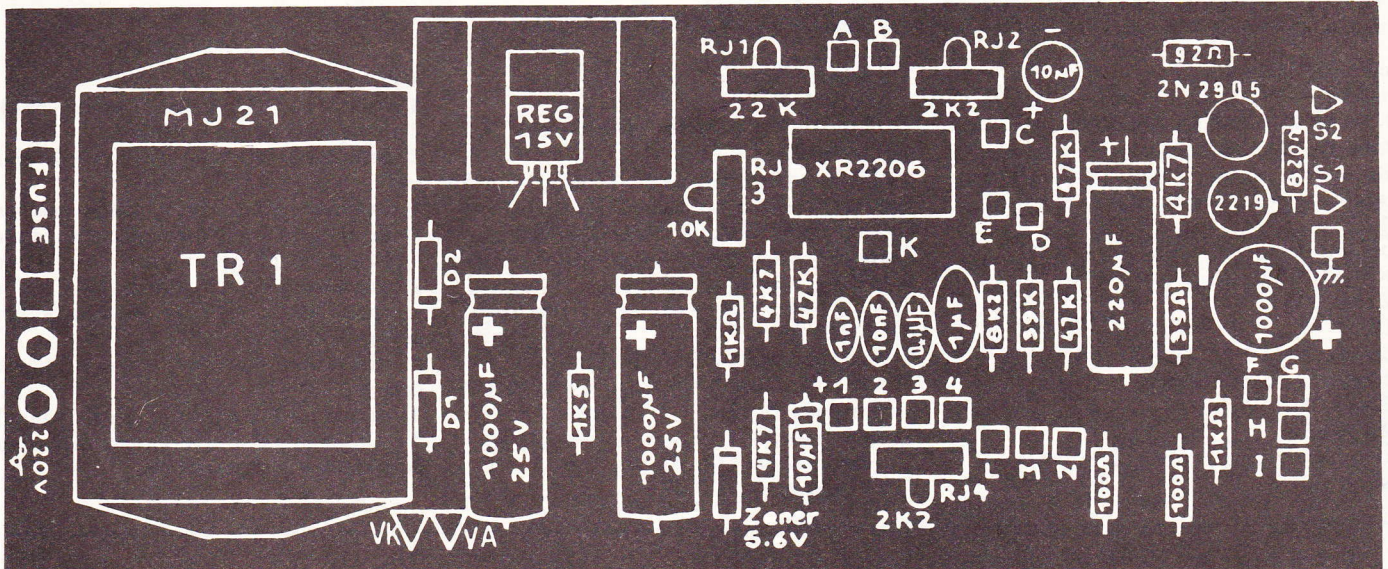 FUSE
220V
MJ21
TR1
VK
VA
D2
D1
REG
15V
+
1000µF
25V
1K5
+
1000µF
25V
RJ1
22K
A
B
RJ2
2K2
-
10µF
+
92Ω
2N2905
S2
S1
820Ω
2219
4K7
+
220µF
47K
C
XR2206
RJ
3
10K
E
D
K
4K7
47K
1KΩ
1nF
10nF
0,1µF
1µF
8K2
39K
47K
39Ω
-
1000µF
+
F
G
H
I
1KΩ
100Ω
100Ω
+
1
2
3
4
4K7
10µF
Zener
5.6V
RJ4
2K2
L
M
N